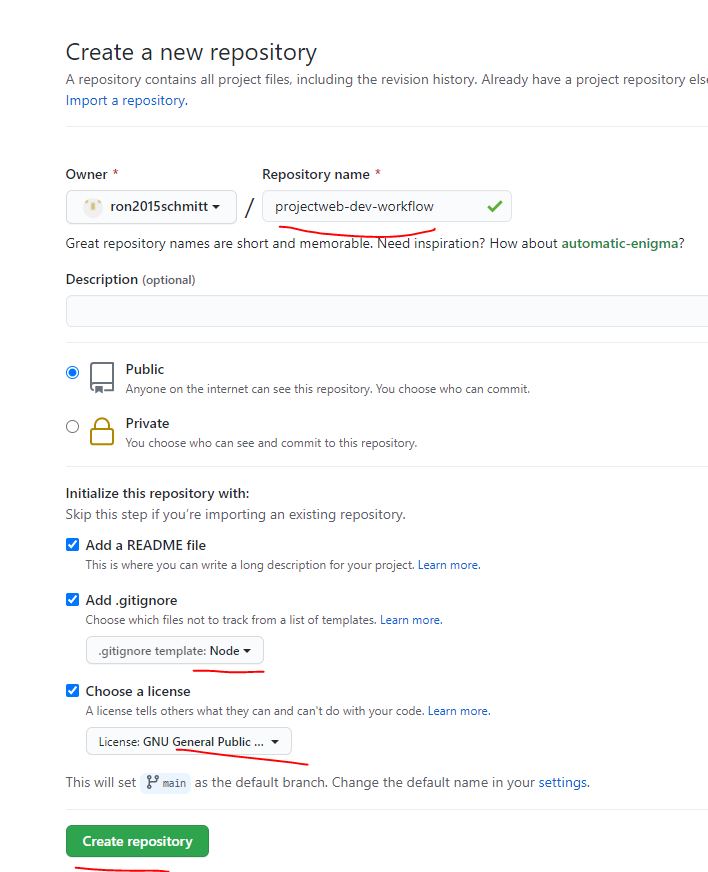 Create a new repository
A repository contains all project files, including the revision history. Already have a project repository else
Import a repository.
Owner *
Repository name *
ron2015schmitt
/
projectweb-dev-workflow
Great repository names are short and memorable. Need inspiration? How about automatic-enigma?
Description (optional)
Public
Anyone on the internet can see this repository. You choose who can commit.
Private
You choose who can see and commit to this repository.
Initialize this repository with:
Skip this step if you’re importing an existing repository.
Add a README file
This is where you can write a long description for your project. Learn more.
Add .gitignore
Choose which files not to track from a list of templates. Learn more.
.gitignore template: Node
Choose a license
A license tells others what they can and can't do with your code. Learn more.
License: GNU General Public ...
This will set main as the default branch. Change the default name in your settings.
Create repository